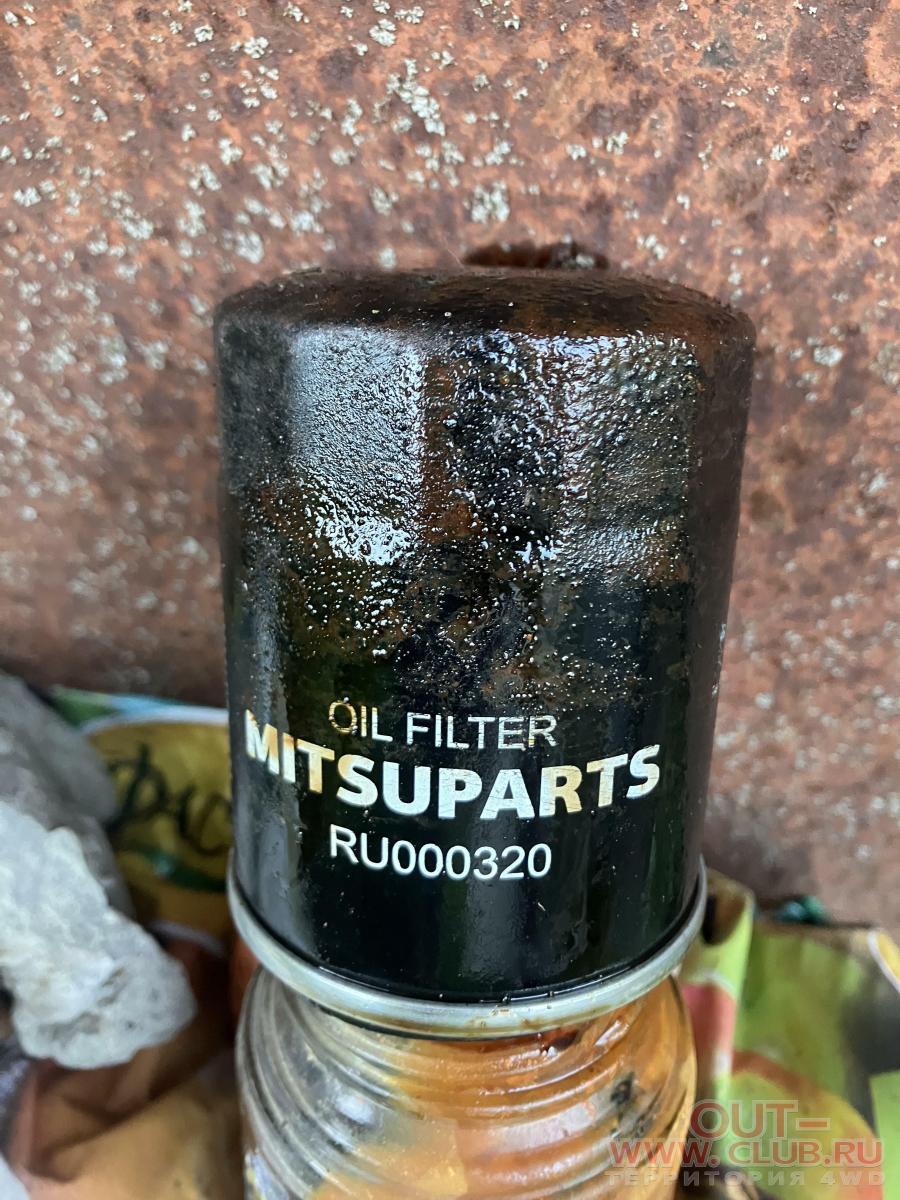 OIL FILTER
MITSUPARTS
RU000320
OUT-
WWW.CLUB.RU
ТЕРРИТОРИЯ 4WD